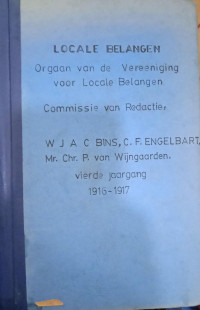 LOCALE BELANGEN
Orgaan van de Vereeniging
voor Locale Belangen
Commissie van Redactie:
W J A C BINS, C. F. ENGELBART,
Mr. Chr. P. van Wijngaarden.
vierde jaargang
1916-1917